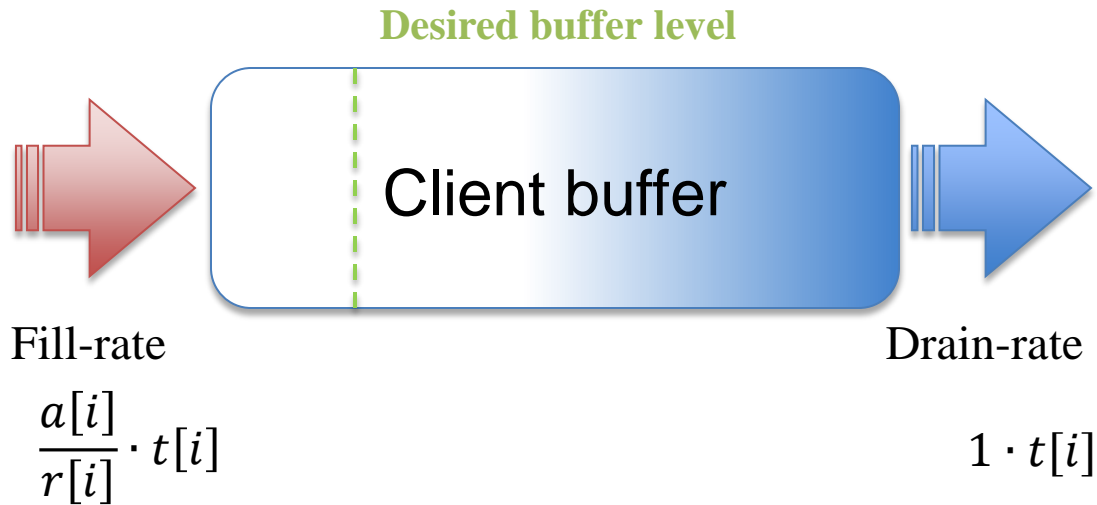 Desired buffer level
Client buffer
Fill-rate
Drain-rate
a[i]
r[i]
· t[i]
1 · t[i]